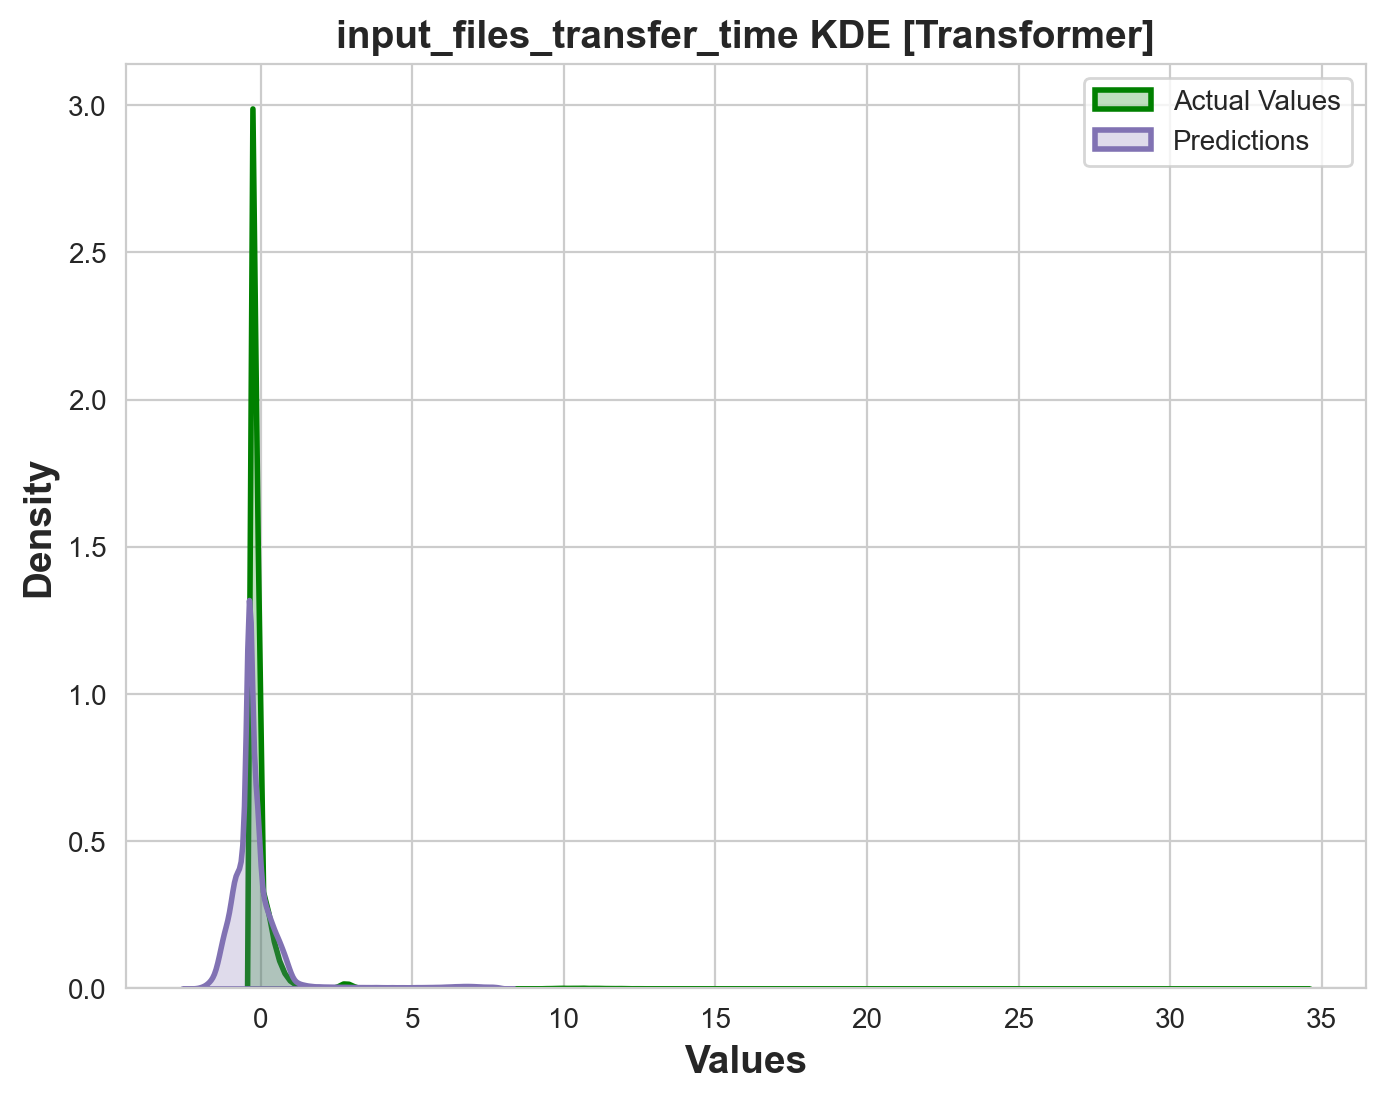 input_files_transfer_time KDE [Transformer]
Actual Values
Predictions
3.0
2.5
2.0
1.5
1.0
0.5
0.0
Density
0 5 10 15 20 25 30 35
Values